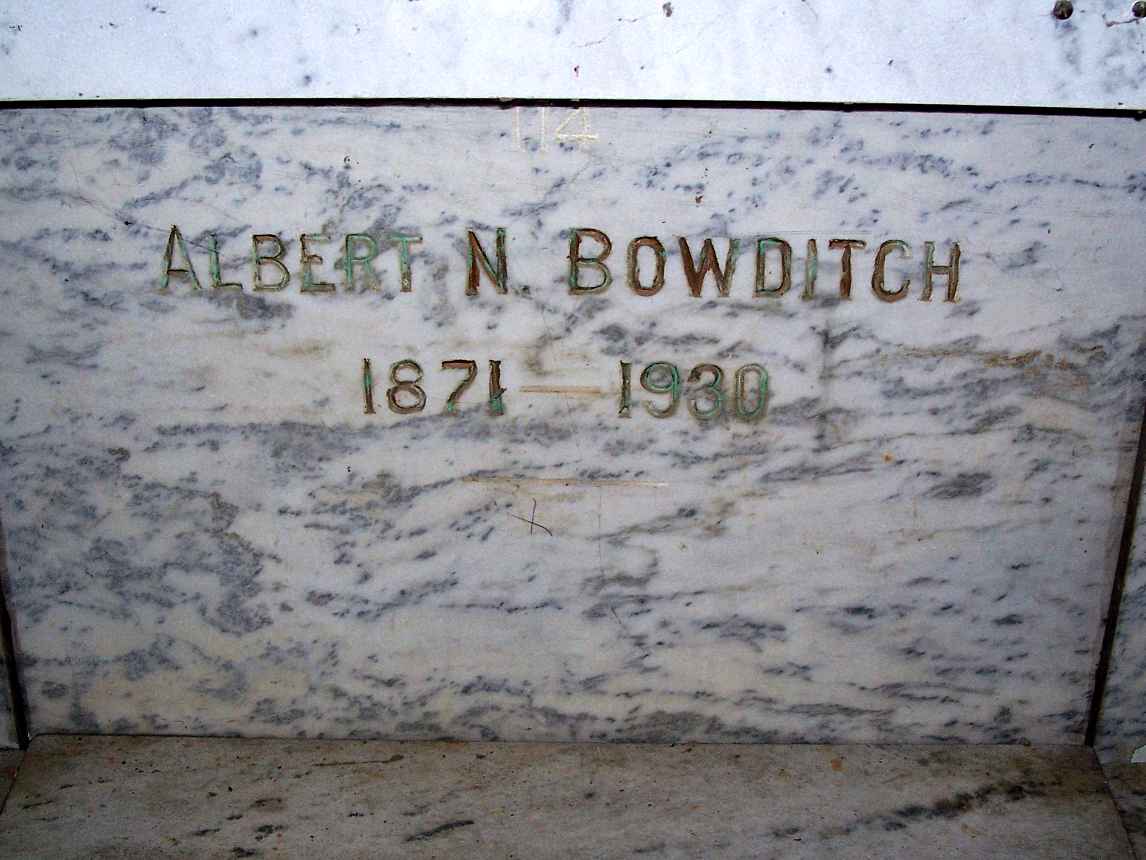 114
ALBERT N. BOWDITCH
1871 — 1930